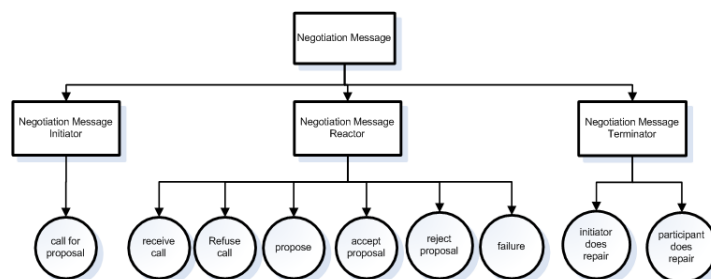 Negotiation Message
Negotiation Message
Initiator
Negotiation Message
Reactor
Negotiation Message
Terminator
call for
proposal
receive
call
Refuse
call
propose
accept
proposal
reject
proposal
failure
initiator
does
repair
participant
does
repair